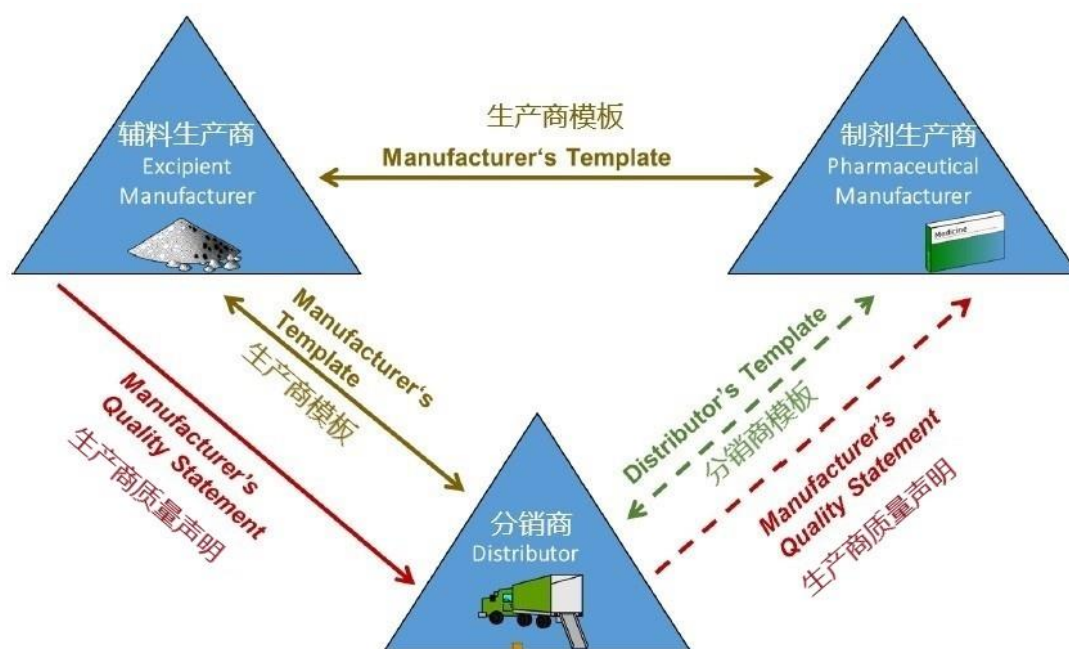 辅料生产商
Excipient
Manufacturer
生产商模板
Manufacturer‘s Template
制剂生产商
Pharmaceutical
Manufacturer
Medicine
Manufacturer‘s
Template
生产商模板
Manufacturer’s
Quality Statement
生产商质量声明
Distributor’s Template
分销商模板
Manufacturer’s
Quality Statement
生产商质量声明
分销商
Distributor